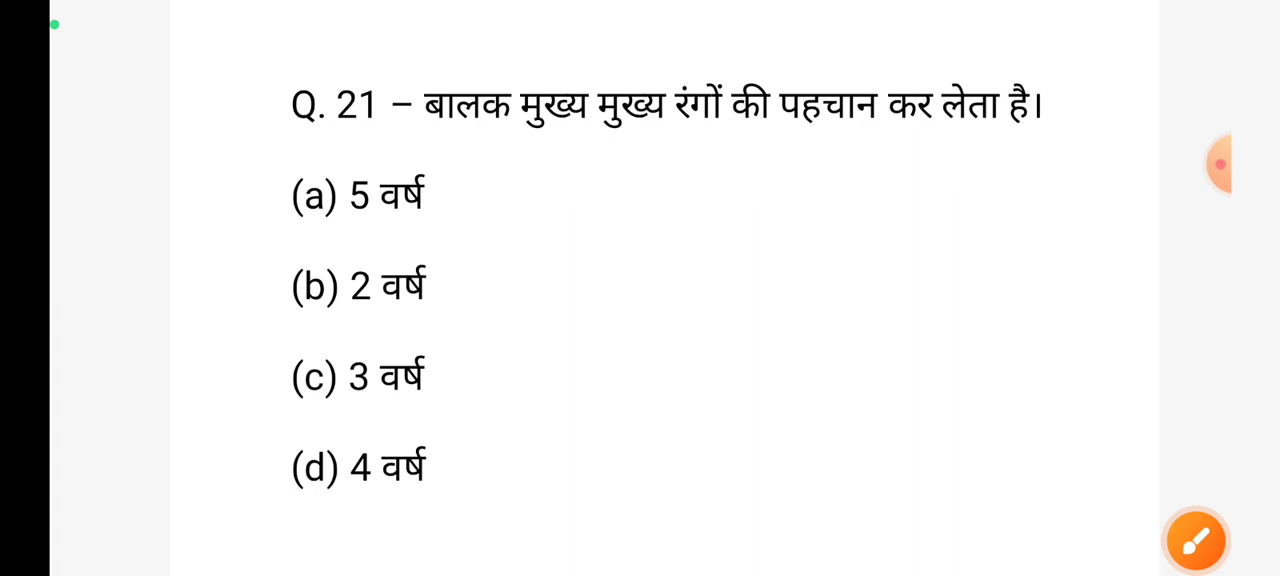 Q. 21 – बालक मुख्य मुख्य रंगों की पहचान कर लेता है।
(a) 5 वर्ष
(b) 2 वर्ष
(c) 3 वर्ष
(d) 4 वर्ष